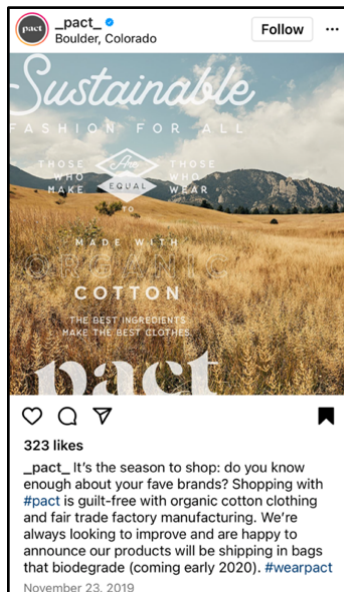 pact
_pact_
Boulder, Colorado
Follow
Sustainable
FASHION FOR ALL
THOSE WHO MAKE
Are
EQUAL
TO
THOSE WHO WEAR
MADE WITH
ORGANIC
COTTON
THE BEST INGREDIENTS
MAKE THE BEST CLOTHES
pact
323 likes
_pact_ It's the season to shop: do you know
enough about your fave brands? Shopping with
#pact is guilt-free with organic cotton clothing
and fair trade factory manufacturing. We're
always looking to improve and are happy to
announce our products will be shipping in bags
that biodegrade (coming early 2020). #wearpact
November 23, 2019